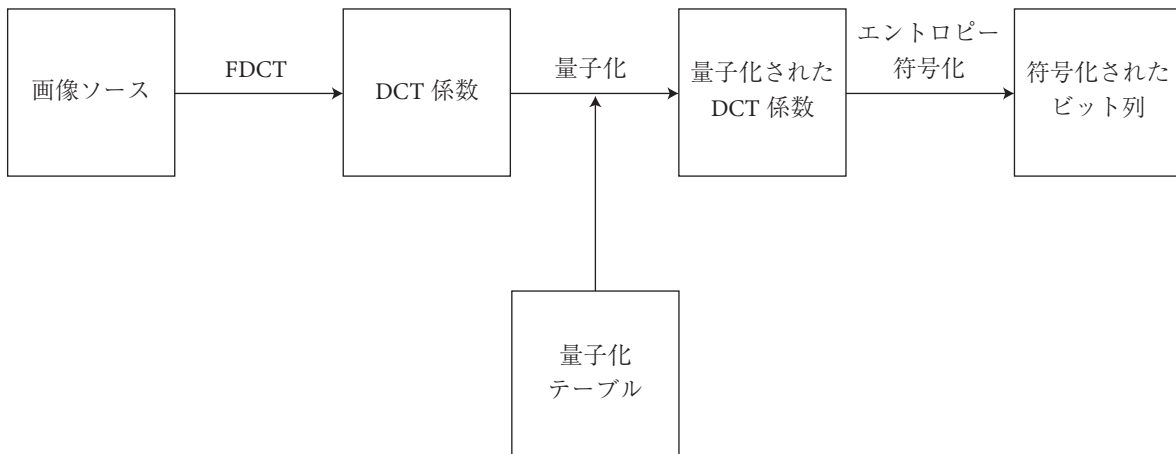 画像ソース
FDCT
DCT 係数
量子化
量子化された
DCT 係数
エントロピー
符号化
符号化された
ビット列
量子化
テーブル